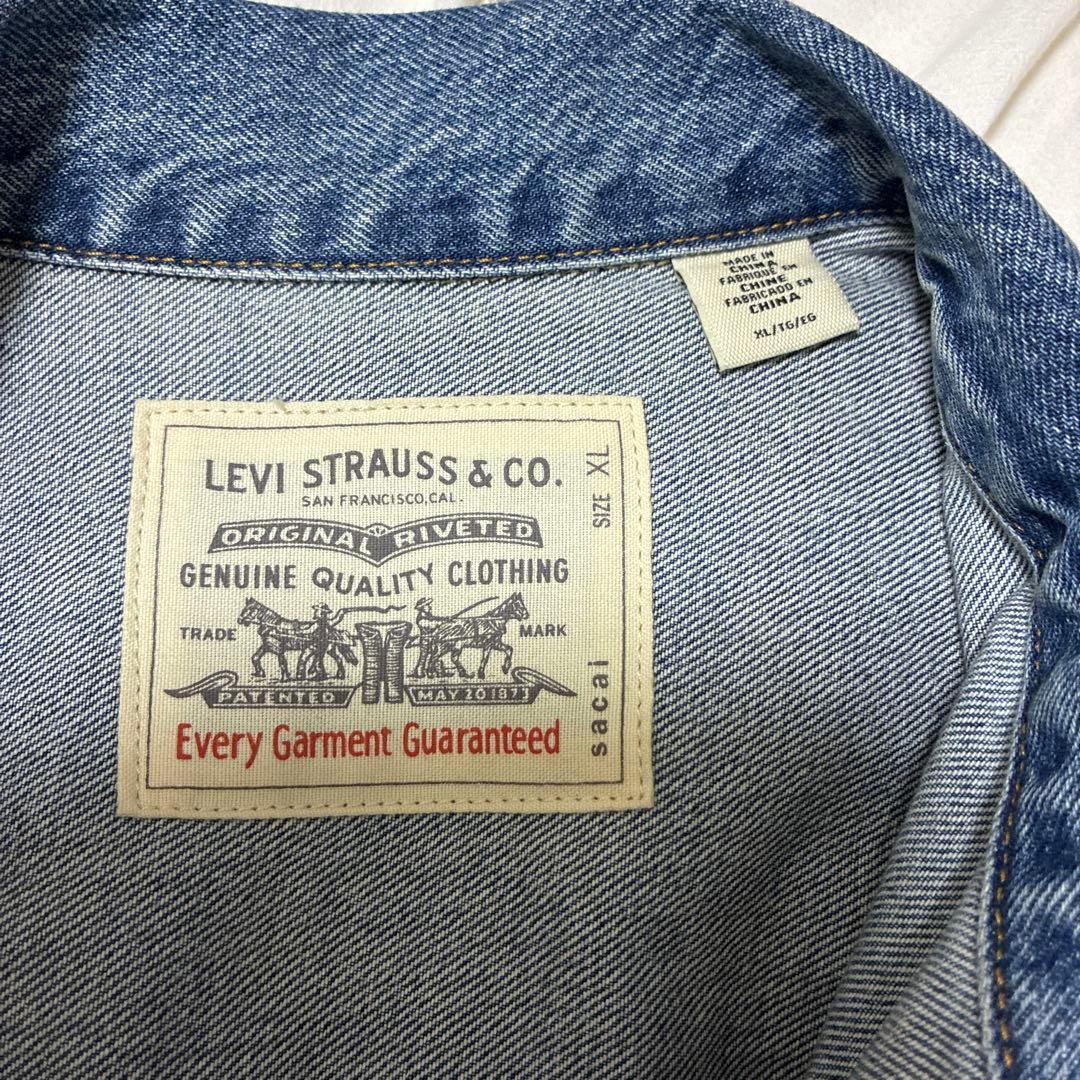 MADE IN
CHINA
FABRIQUÉ EN
CHINE
FABRICADO EN
CHINA
XL/TG/EG
LEVI STRAUSS & CO.
SAN FRANCISCO, CAL.
ORIGINAL RIVETED
GENUINE QUALITY CLOTHING
TRADE MARK
PATENTED MAY 20 1873
Every Garment Guaranteed
SIZE XL
sacai